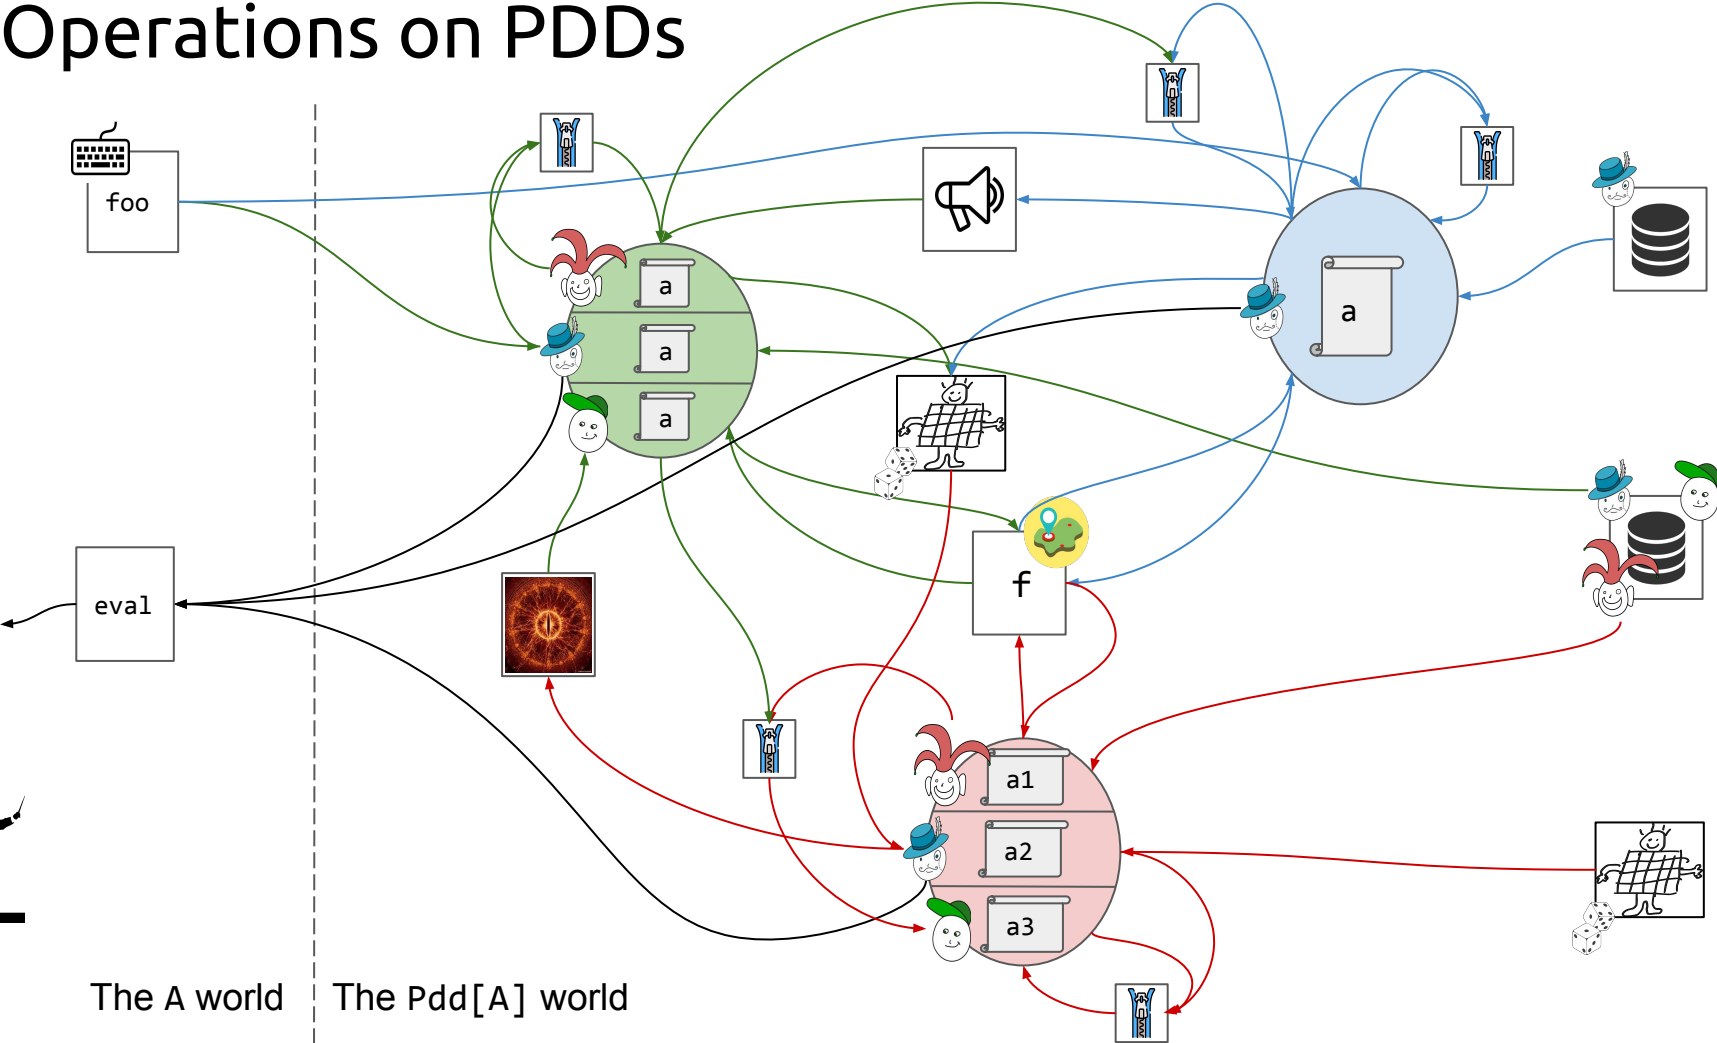 Operations on PDDs
foo
a
a
a
a
f
eval
a1
a2
a3
The A world
The Pdd[A] world